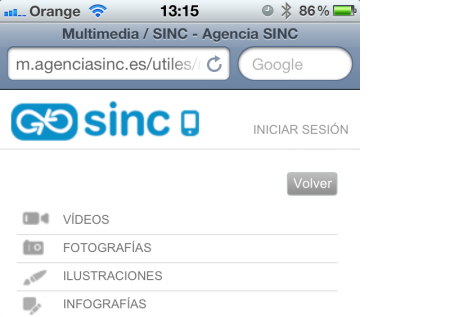 Orange 13:15 86%
Multimedia / SINC - Agencia SINC
m.agenciasinc.es/utiles/ Google
sinc
INICIAR SESIÓN
Volver
VÍDEOS
FOTOGRAFÍAS
ILUSTRACIONES
INFOGRAFÍAS